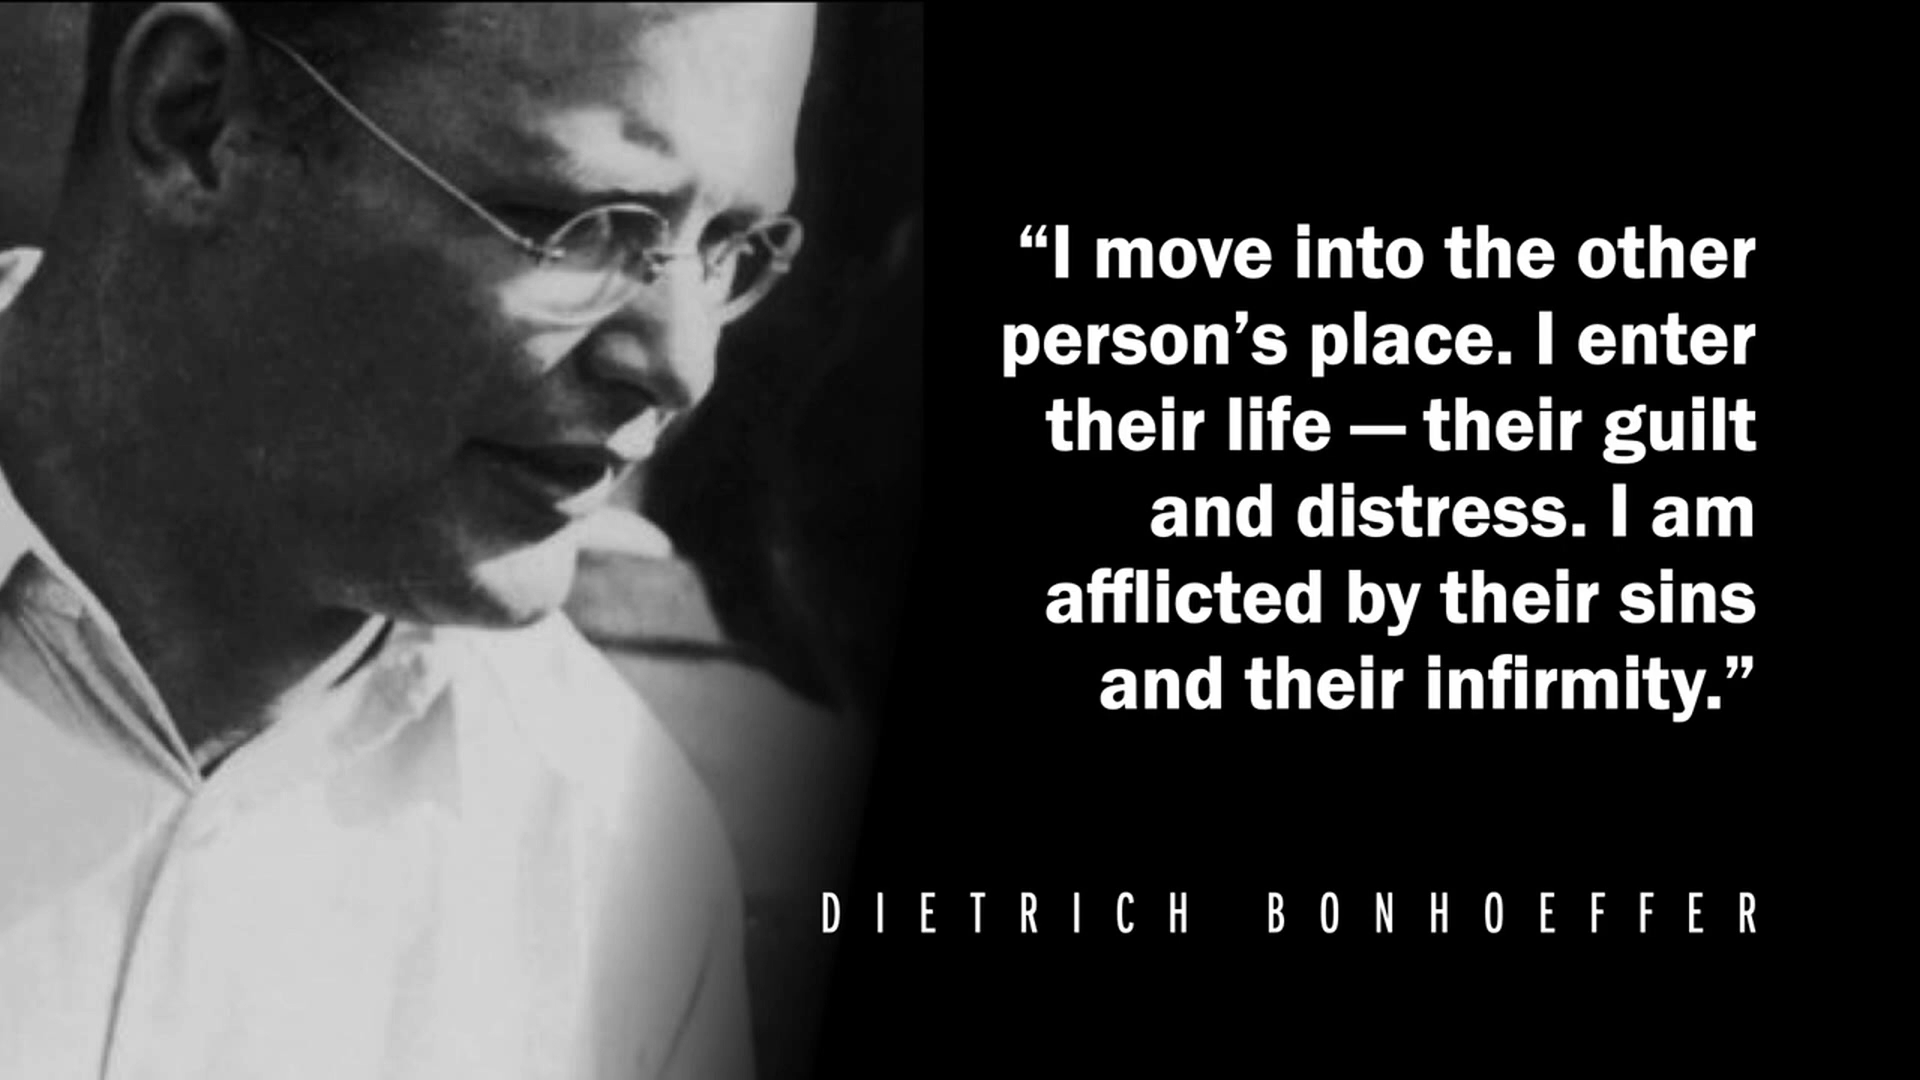 “I move into the other
person’s place. I enter
their life — their guilt
and distress. I am
afflicted by their sins
and their infirmity.”
DIETRICH BONHOEFFER